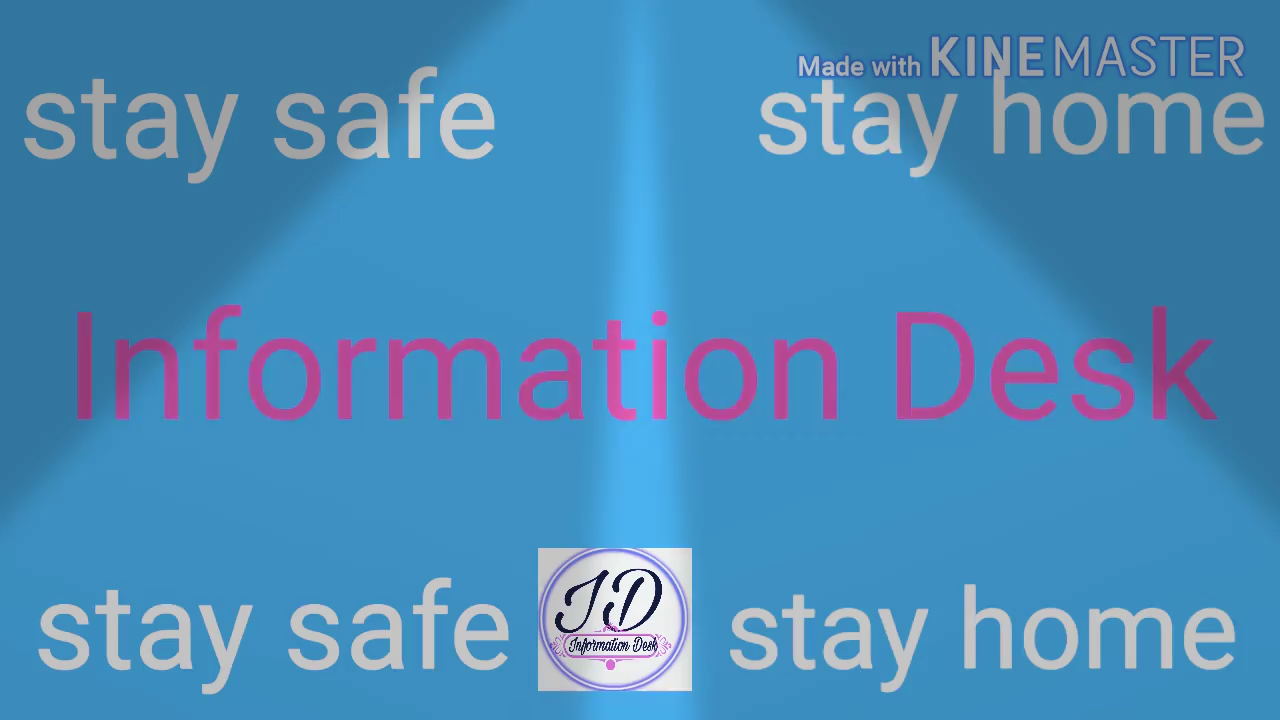 Made with KINEMASTER
stay safe
stay home
Information Desk
stay safe
ID
Information Desk
stay home